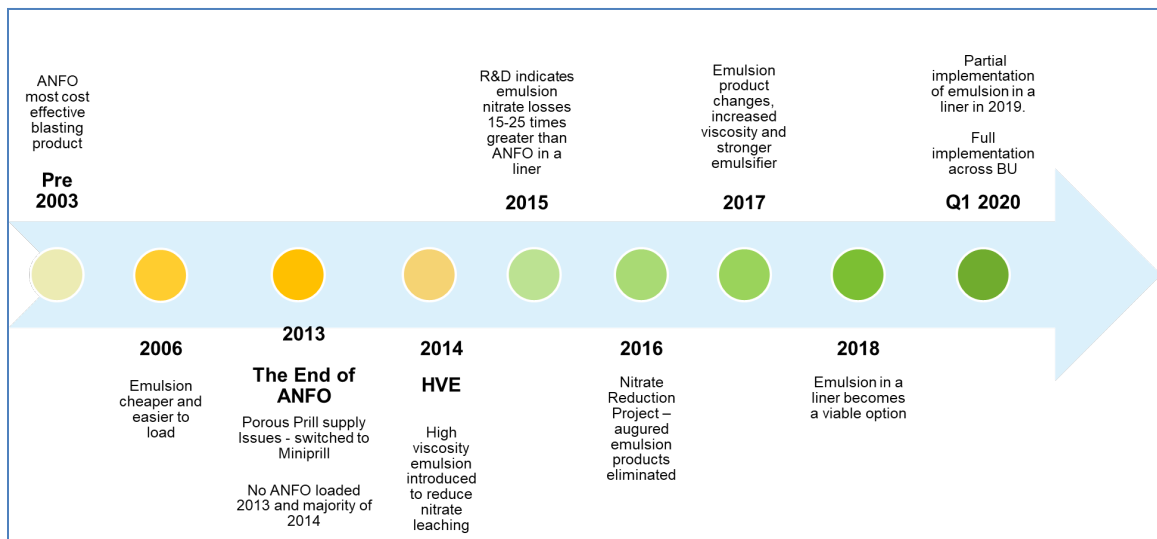 ANFO
most cost
effective
blasting
product
Pre
2003
2006
Emulsion
cheaper and
easier to
load
2013
The End of
ANFO
Porous Prill supply
Issues - switched to
Miniprill
No ANFO loaded
2013 and majority of
2014
2014
HVE
High
viscosity
emulsion
introduced
to reduce
nitrate
leaching
R&D indicates
emulsion
nitrate losses
15-25 times
greater than
ANFO in a
liner
2015
2016
Nitrate
Reduction
Project –
augured
emulsion
products
eliminated
Emulsion
product
changes,
increased
viscosity and
stronger
emulsifier
2017
2018
Emulsion in a
liner becomes
a viable option
Partial
implementation
of emulsion in a
liner in 2019.
Full
implementation
across BU
Q1 2020